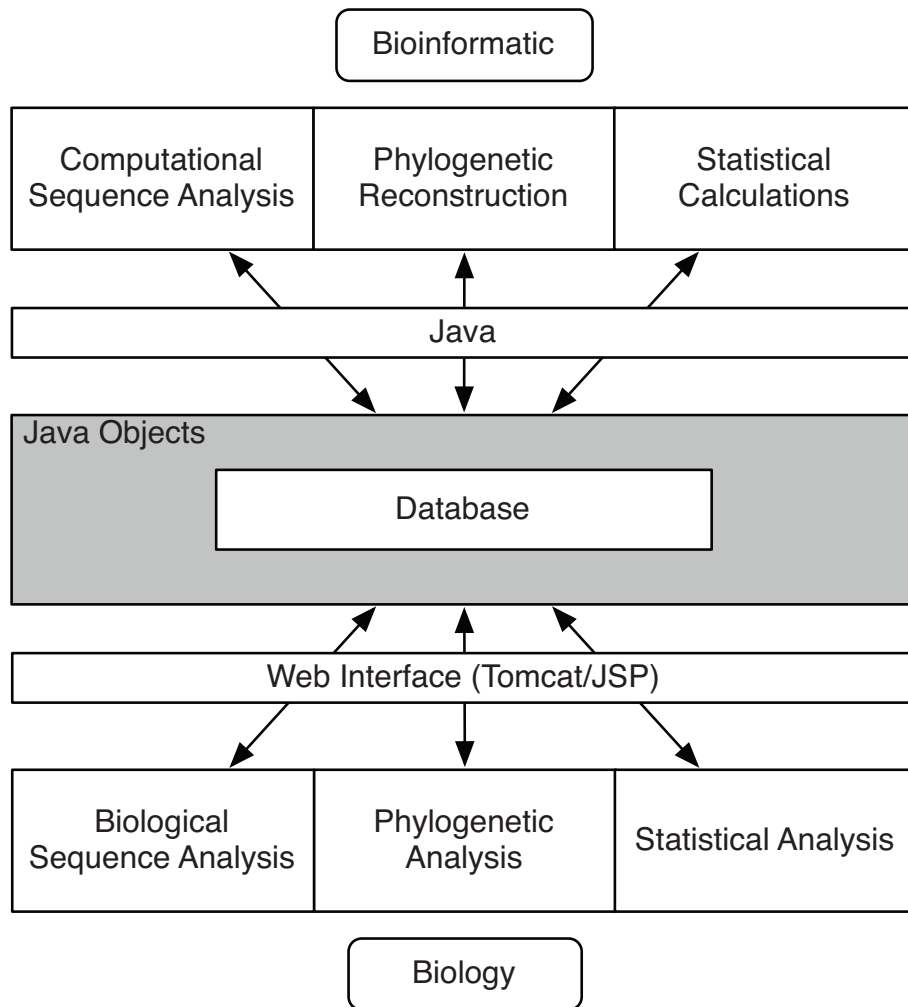 Bioinformatic
Computational
Sequence Analysis
Phylogenetic
Reconstruction
Statistical
Calculations
Java
Java Objects
Database
Web Interface (Tomcat/JSP)
Biological
Sequence Analysis
Phylogenetic
Analysis
Statistical Analysis
Biology